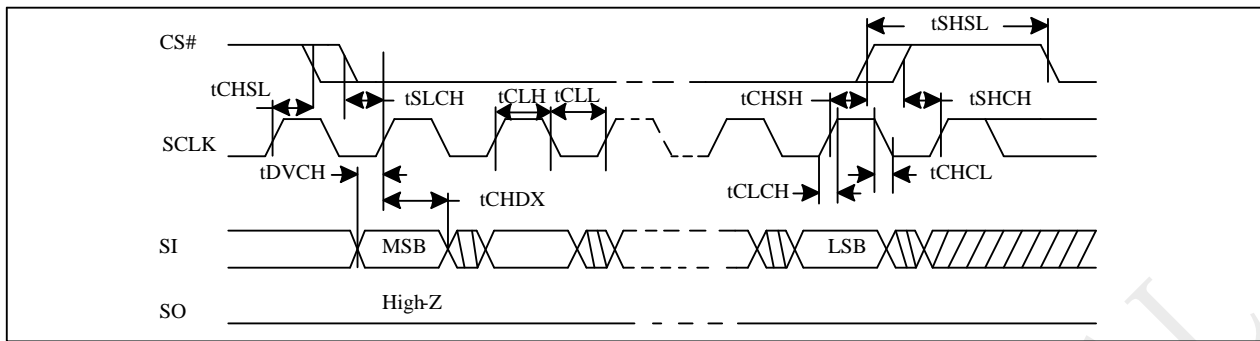 tSHSL
CS#
tCHSL
tSLCH
tCLH
tCLL
tCHSH
tSHCH
SCLK
tDVCH
tCHDX
tCLCH
tCHCL
SI
MSB
LSB
SO
High-Z